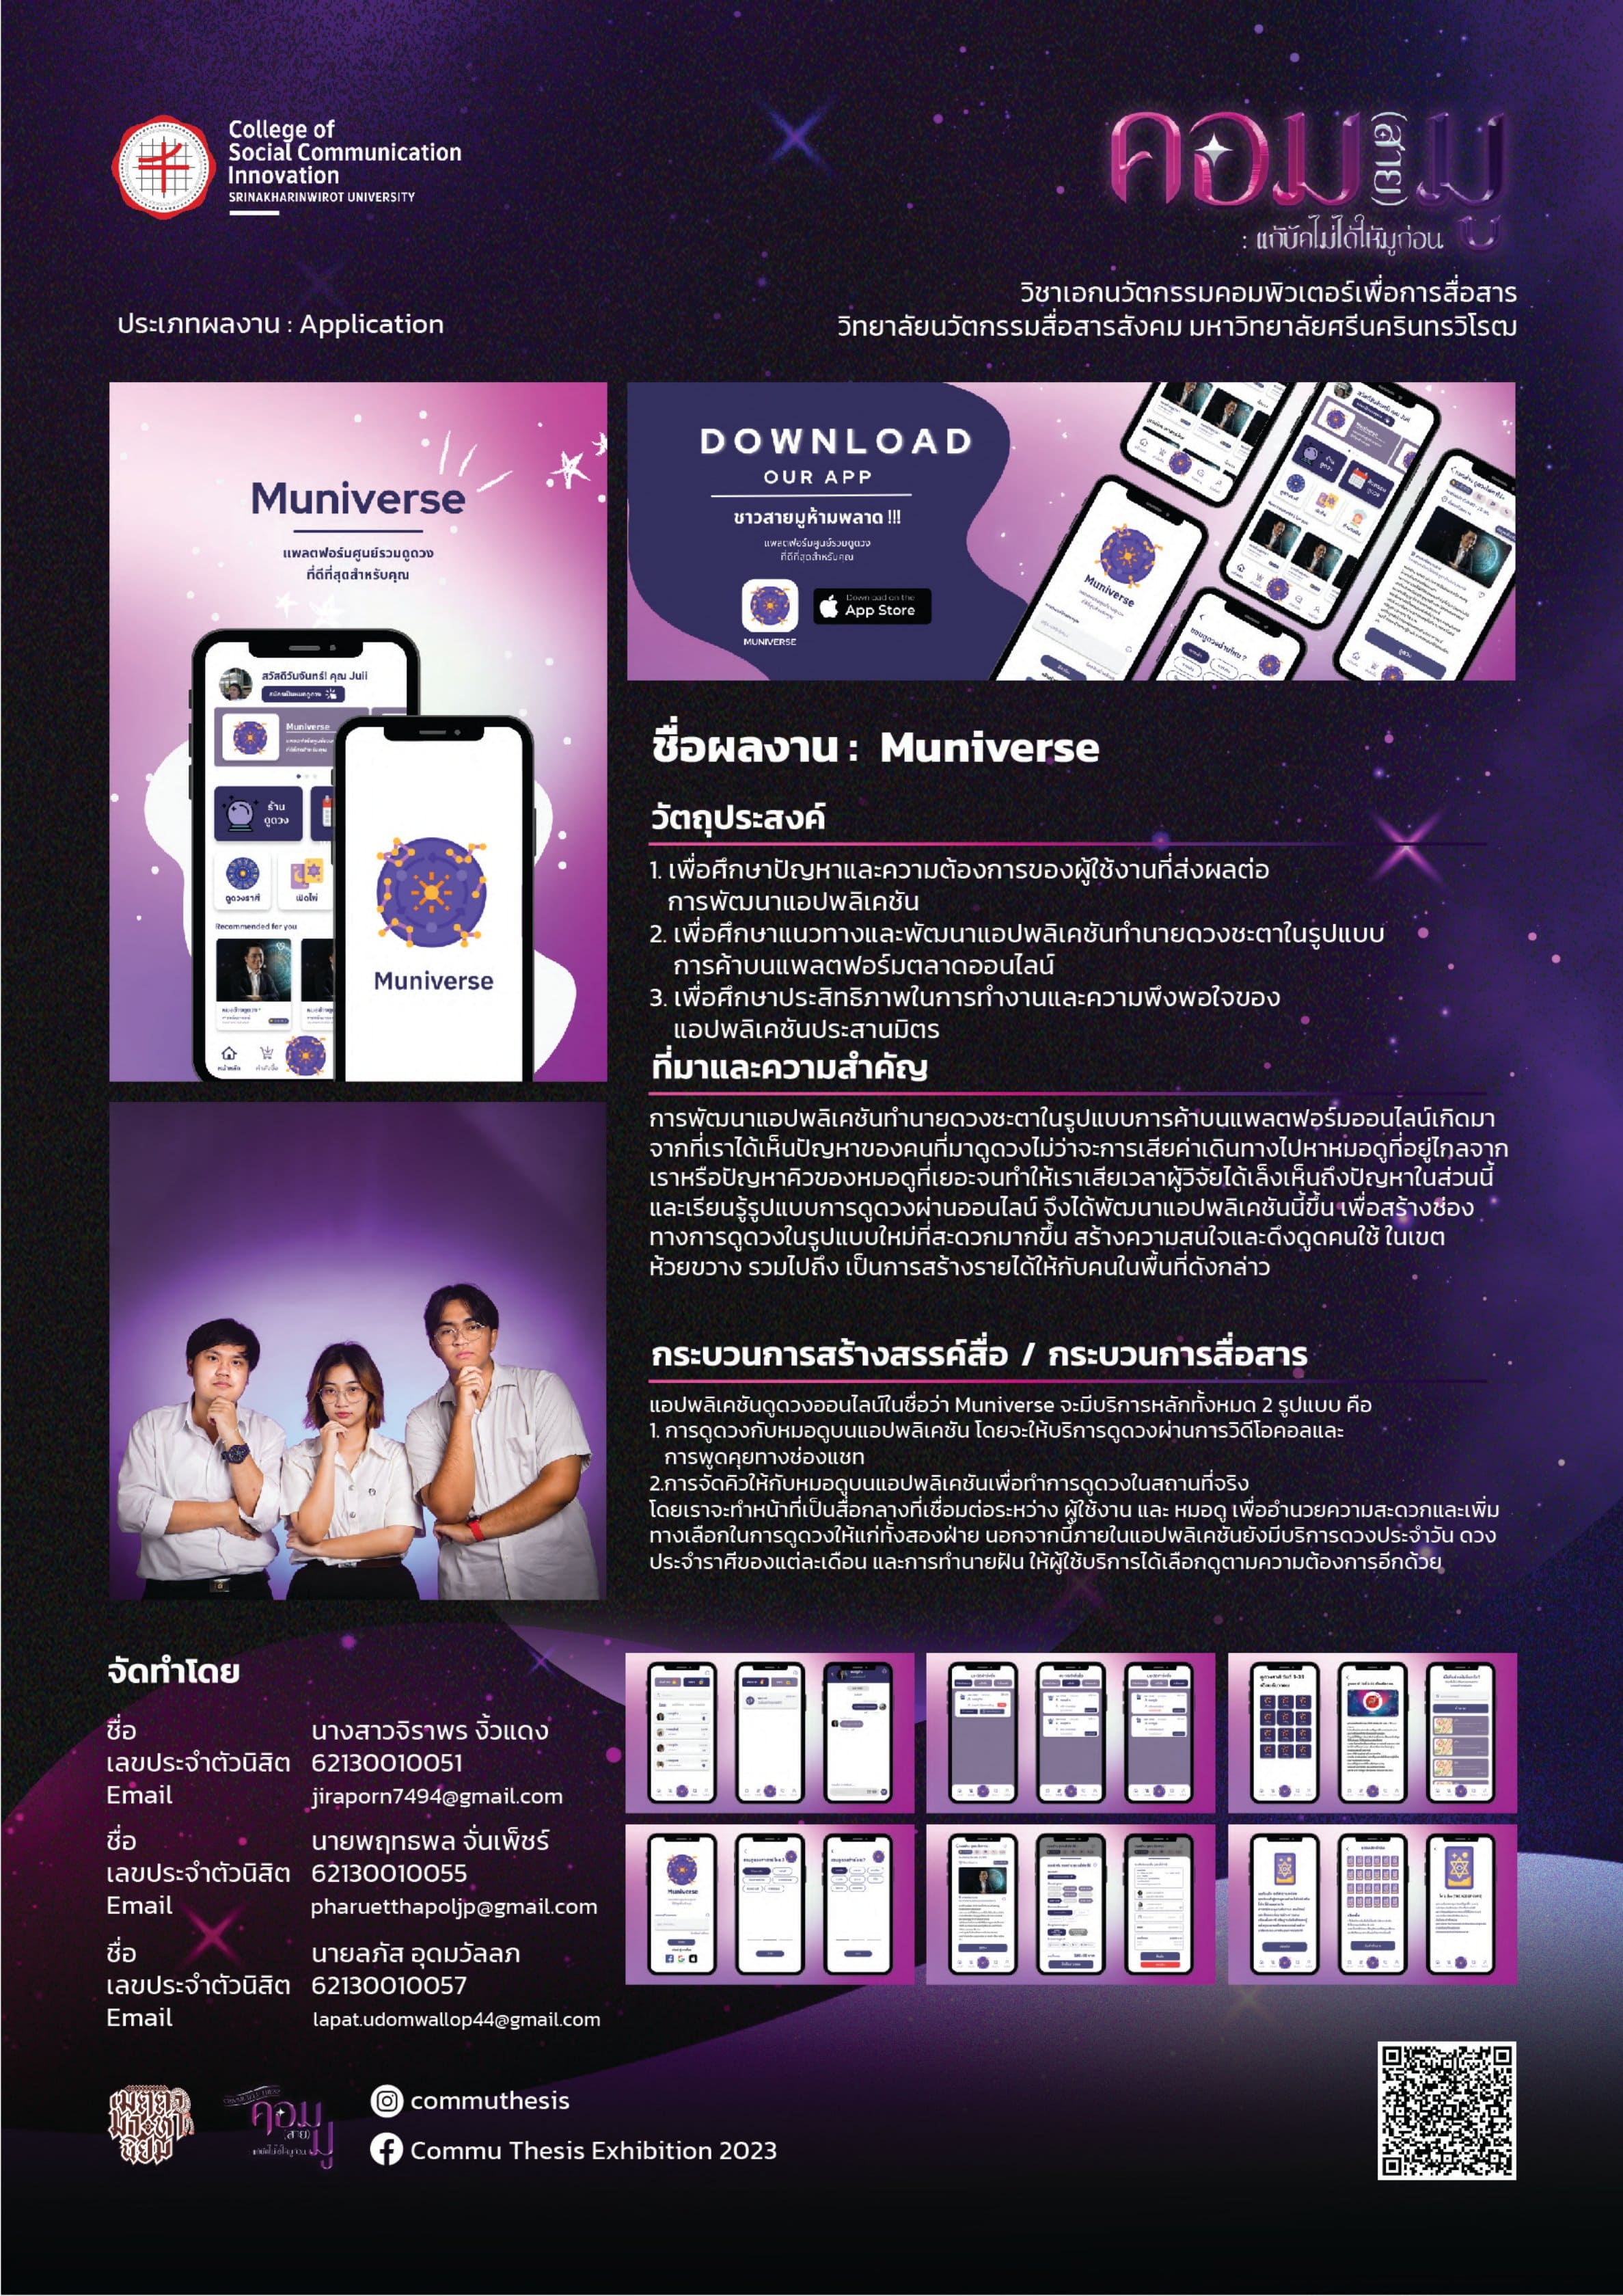 College of
Social Communication
Innovation
SRINAKHARINWIROT UNIVERSITY
คอม(สาย)มู
: แก้บัคไม่ได้ให้มูก่อน
วิชาเอกนวัตกรรมคอมพิวเตอร์เพื่อการสื่อสาร
วิทยาลัยนวัตกรรมสื่อสารสังคม มหาวิทยาลัยศรีนครินทรวิโรฒ
ประเภทผลงาน : Application
Muniverse
แพลตฟอร์มศูนย์รวมดูดวง
ที่ดีที่สุดสำหรับคุณ
สวัสดีวันจันทร์! คุณ Juli
Muniverse
ร้าน
ดูดวง
ดูดวงราศี
เปิดไพ่
Recommended for you
หน้าหลัก
Muniverse
DOWNLOAD
OUR APP
ชาวสายมูห้ามพลาด !!!
แพลตฟอร์มศูนย์รวมดูดวง
ที่ดีที่สุดสำหรับคุณ
Download on the
App Store
MUNIVERSE
Muniverse
ชื่อผลงาน : Muniverse
วัตถุประสงค์
1. เพื่อศึกษาปัญหาและความต้องการของผู้ใช้งานที่ส่งผลต่อ
การพัฒนาแอปพลิเคชัน
2. เพื่อศึกษาแนวทางและพัฒนาแอปพลิเคชันทำนายดวงชะตาในรูปแบบ
การค้าบนแพลตฟอร์มตลาดออนไลน์
3. เพื่อศึกษาประสิทธิภาพในการทำงานและความพึงพอใจของ
แอปพลิเคชันประสานมิตร
ที่มาและความสำคัญ
การพัฒนาแอปพลิเคชันทำนายดวงชะตาในรูปแบบการค้าบนแพลตฟอร์มออนไลน์เกิดมา
จากที่เราได้เห็นปัญหาของคนที่มาดูดวงไม่ว่าจะการเสียค่าเดินทางไปหาหมอดูที่อยู่ไกลจาก
เราหรือปัญหาคิวของหมอดูที่เยอะจนทำให้เราเสียเวลาผู้วิจัยได้เล็งเห็นถึงปัญหาในส่วนนี้
และเรียนรู้รูปแบบการดูดวงผ่านออนไลน์ จึงได้พัฒนาแอปพลิเคชันนี้ขึ้น เพื่อสร้างช่อง
ทางการดูดวงในรูปแบบใหม่ที่สะดวกมากขึ้น สร้างความสนใจและดึงดูดคนใช้ ในเขต
ห้วยขวาง รวมไปถึง เป็นการสร้างรายได้ให้กับคนในพื้นที่ดังกล่าว
กระบวนการสร้างสรรค์สื่อ / กระบวนการสื่อสาร
แอปพลิเคชันดูดวงออนไลน์ในชื่อว่า Muniverse จะมีบริการหลักทั้งหมด 2 รูปแบบ คือ
1. การดูดวงกับหมอดูบนแอปพลิเคชัน โดยจะให้บริการดูดวงผ่านการวิดีโอคอลและ
การพูดคุยทางช่องแชท
2.การจัดคิวให้กับหมอดูบนแอปพลิเคชันเพื่อทำการดูดวงในสถานที่จริง
โดยเราจะทำหน้าที่เป็นสื่อกลางที่เชื่อมต่อระหว่าง ผู้ใช้งาน และ หมอดู เพื่ออำนวยความสะดวกและเพิ่ม
ทางเลือกในการดูดวงให้แก่ทั้งสองฝ่าย นอกจากนี้ภายในแอปพลิเคชันยังมีบริการดวงประจำวัน ดวง
ประจำราศีของแต่ละเดือน และการทำนายฝัน ให้ผู้ใช้บริการได้เลือกดูตามความต้องการอีกด้วย
จัดทำโดย
ชื่อ นางสาวจิราพร งิ้วแดง
เลขประจำตัวนิสิต 62130010051
Email jiraporn7494@gmail.com
ชื่อ นายพฤทธพล จั่นเพ็ชร์
เลขประจำตัวนิสิต 62130010055
Email pharuetthapoljp@gmail.com
ชื่อ นายลภัส อุดมวัลลภ
เลขประจำตัวนิสิต 62130010057
Email lapat.udomwallop44@gmail.com
Muniverse
คอม(สาย)มู
commuthesis
Commu Thesis Exhibition 2023